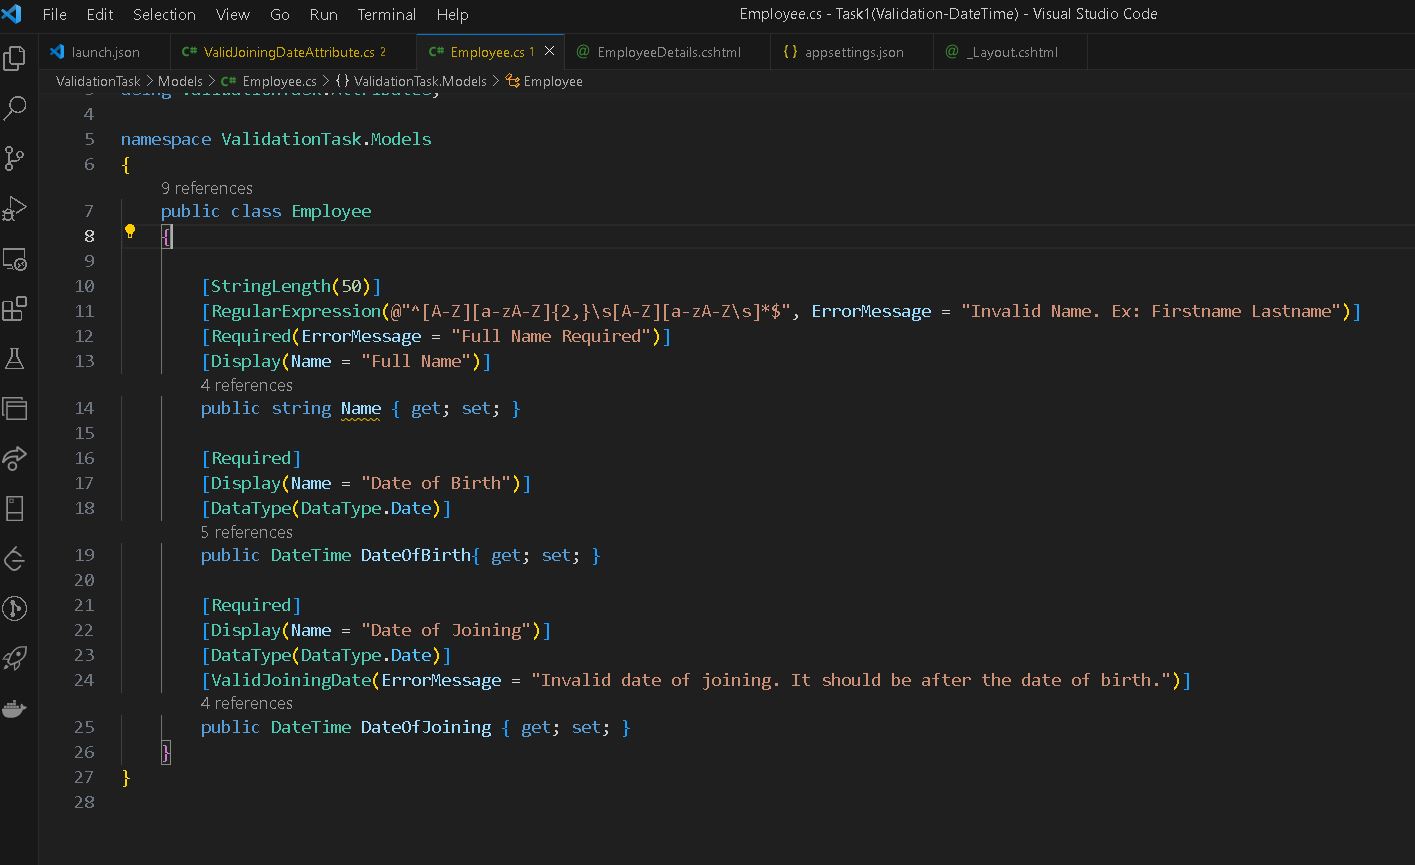 File Edit Selection View Go Run Terminal Help Employee.cs - Task1(Validation-DateTime) - Visual Studio Code
launch.json C# ValidJoiningDateAttribute.cs 2 C# Employee.cs 1 × @ EmployeeDetails.cshtml {} appsettings.json @ _Layout.cshtml
ValidationTask > Models > C# Employee.cs > {} ValidationTask.Models > Employee
3 using ValidationTask.Attributes;
4
5 namespace ValidationTask.Models
6 {
9 references
7 public class Employee
8 {
9
10 [StringLength(50)]
11 [RegularExpression(@"^[A-Z][a-zA-Z]{2,}\s[A-Z][a-zA-Z\s]*$", ErrorMessage = "Invalid Name. Ex: Firstname Lastname")]
12 [Required(ErrorMessage = "Full Name Required")]
13 [Display(Name = "Full Name")]
4 references
14 public string Name { get; set; }
15
16 [Required]
17 [Display(Name = "Date of Birth")]
18 [DataType(DataType.Date)]
5 references
19 public DateTime DateOfBirth{ get; set; }
20
21 [Required]
22 [Display(Name = "Date of Joining")]
23 [DataType(DataType.Date)]
24 [ValidJoiningDate(ErrorMessage = "Invalid date of joining. It should be after the date of birth.")]
4 references
25 public DateTime DateOfJoining { get; set; }
26 }
27 }
28